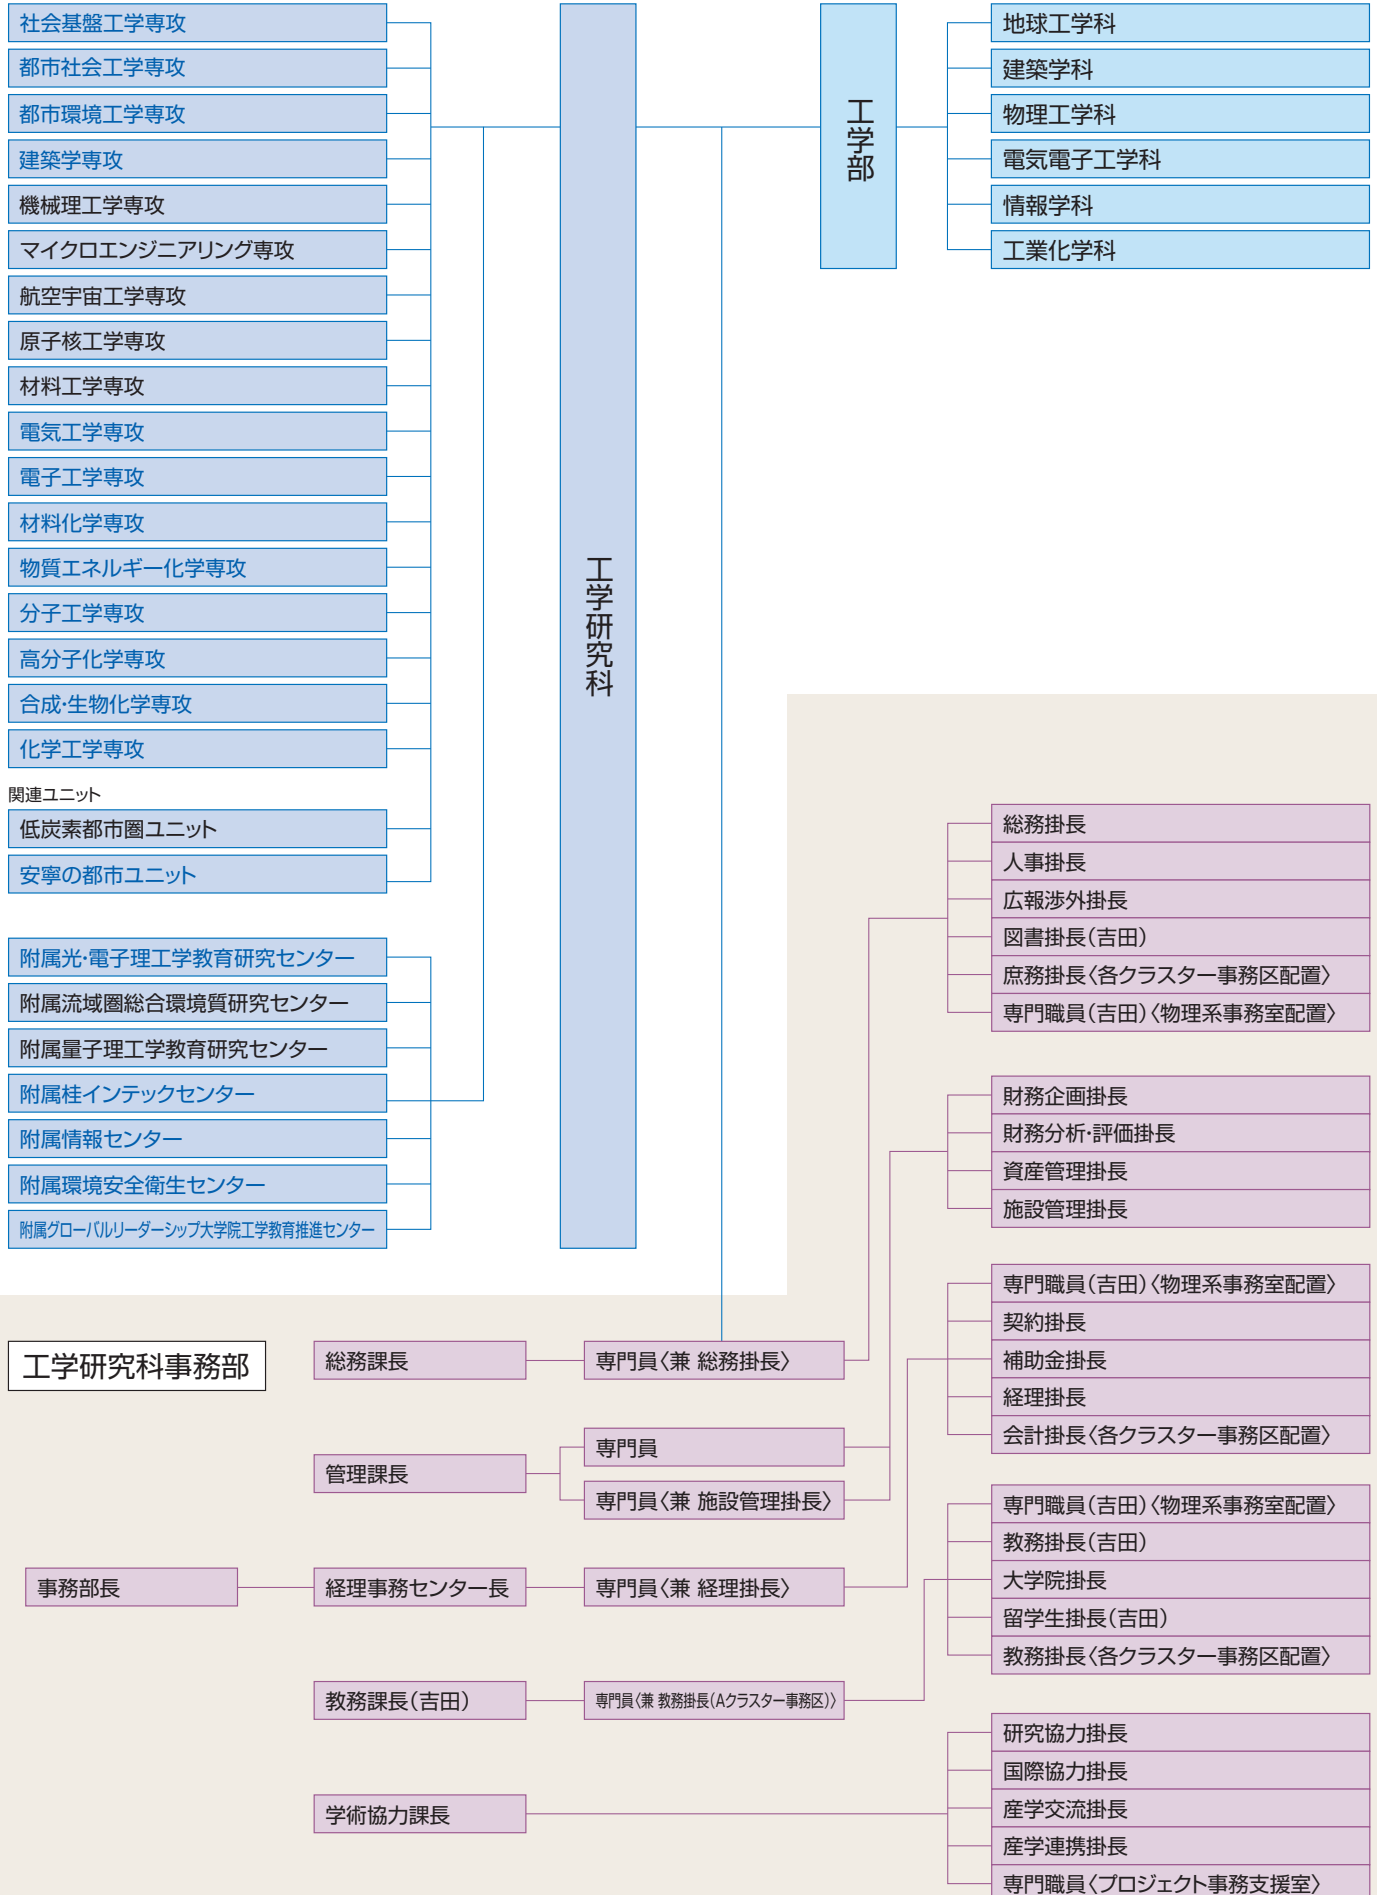 社会基盤工学専攻
都市社会工学専攻
都市環境工学専攻
建築学専攻
機械理工学専攻
マイクロエンジニアリング専攻
航空宇宙工学専攻
原子核工学専攻
材料工学専攻
電気工学専攻
電子工学専攻
材料化学専攻
物質エネルギー化学専攻
分子工学専攻
高分子化学専攻
合成・生物化学専攻
化学工学専攻
関連ユニット
低炭素都市圏ユニット
安寧の都市ユニット
附属光・電子理工学教育研究センター
附属流域圏総合環境質研究センター
附属量子理工学教育研究センター
附属桂インテックセンター
附属情報センター
附属環境安全衛生センター
附属グローバルリーダーシップ大学院工学教育推進センター
工学研究科
工学部
地球工学科
建築学科
物理工学科
電気電子工学科
情報学科
工業化学科
工学研究科事務部
事務部長
総務課長
管理課長
経理事務センター長
教務課長(吉田)
学術協力課長
専門員〈兼 総務掛長〉
専門員
専門員〈兼 施設管理掛長〉
専門員〈兼 経理掛長〉
専門員〈兼 教務掛長(Aクラスター事務区)〉
総務掛長
人事掛長
広報渉外掛長
図書掛長(吉田)
庶務掛長〈各クラスター事務区配置〉
専門職員(吉田)〈物理系事務室配置〉
財務企画掛長
財務分析・評価掛長
資産管理掛長
施設管理掛長
専門職員(吉田)〈物理系事務室配置〉
契約掛長
補助金掛長
経理掛長
会計掛長〈各クラスター事務区配置〉
専門職員(吉田)〈物理系事務室配置〉
教務掛長(吉田)
大学院掛長
留学生掛長(吉田)
教務掛長〈各クラスター事務区配置〉
研究協力掛長
国際協力掛長
産学交流掛長
産学連携掛長
専門職員〈プロジェクト事務支援室〉